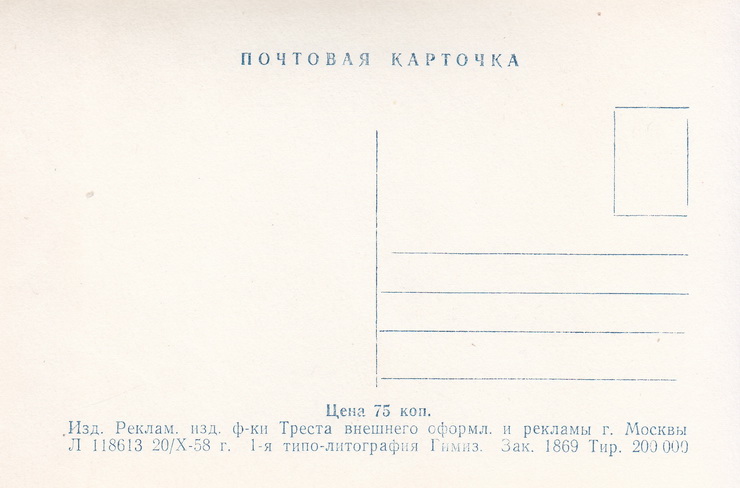 ПОЧТОВАЯ КАРТОЧКА
Цена 75 коп.
Изд. Реклам. изд. ф-ки Треста внешнего оформл. и рекламы г. Москвы
Л 118613 20/X-58 г. 1-я типо-литография Гимиз. Зак. 1869 Тир. 200 000